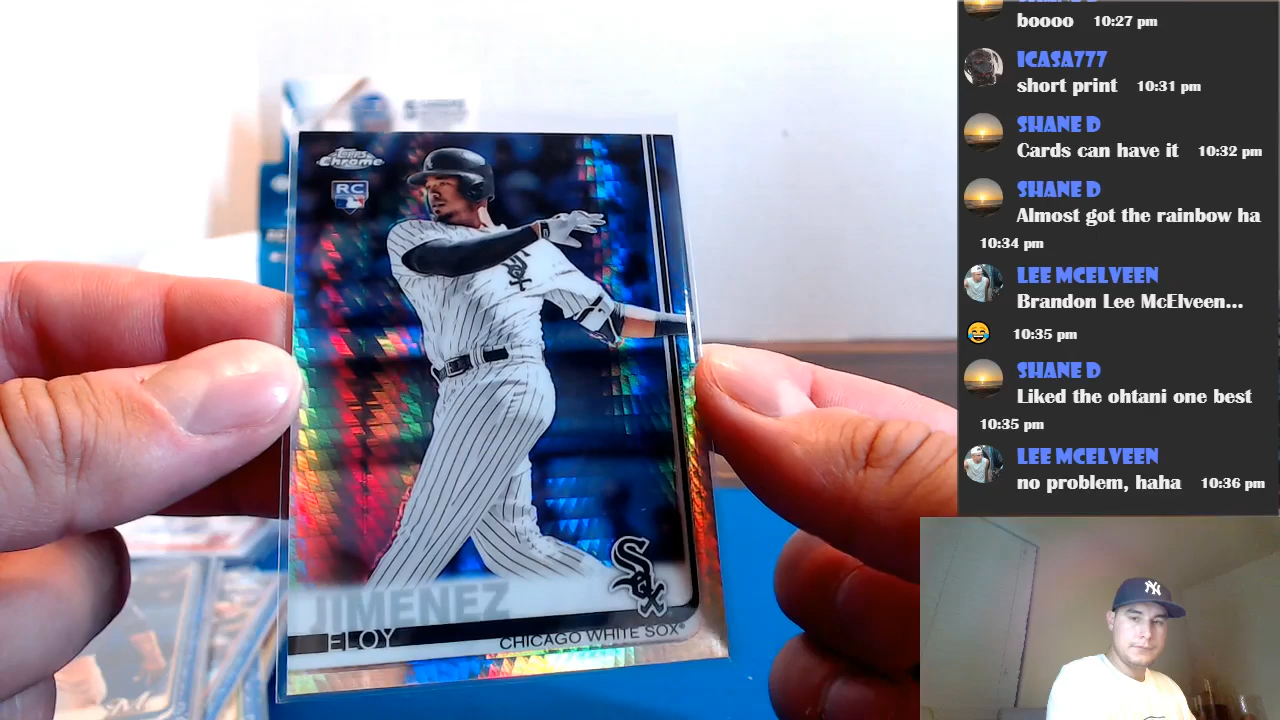 Topps
Chrome
RC
Sox
JIMENEZ
ELOY
CHICAGO WHITE SOX®
boooo 10:27 pm
ICASA777
short print 10:31 pm
SHANE D
Cards can have it 10:32 pm
SHANE D
Almost got the rainbow ha
10:34 pm
LEE MCELVEEN
Brandon Lee McElveen...
😂 10:35 pm
SHANE D
Liked the ohtani one best
10:35 pm
LEE MCELVEEN
no problem, haha 10:36 pm
NY